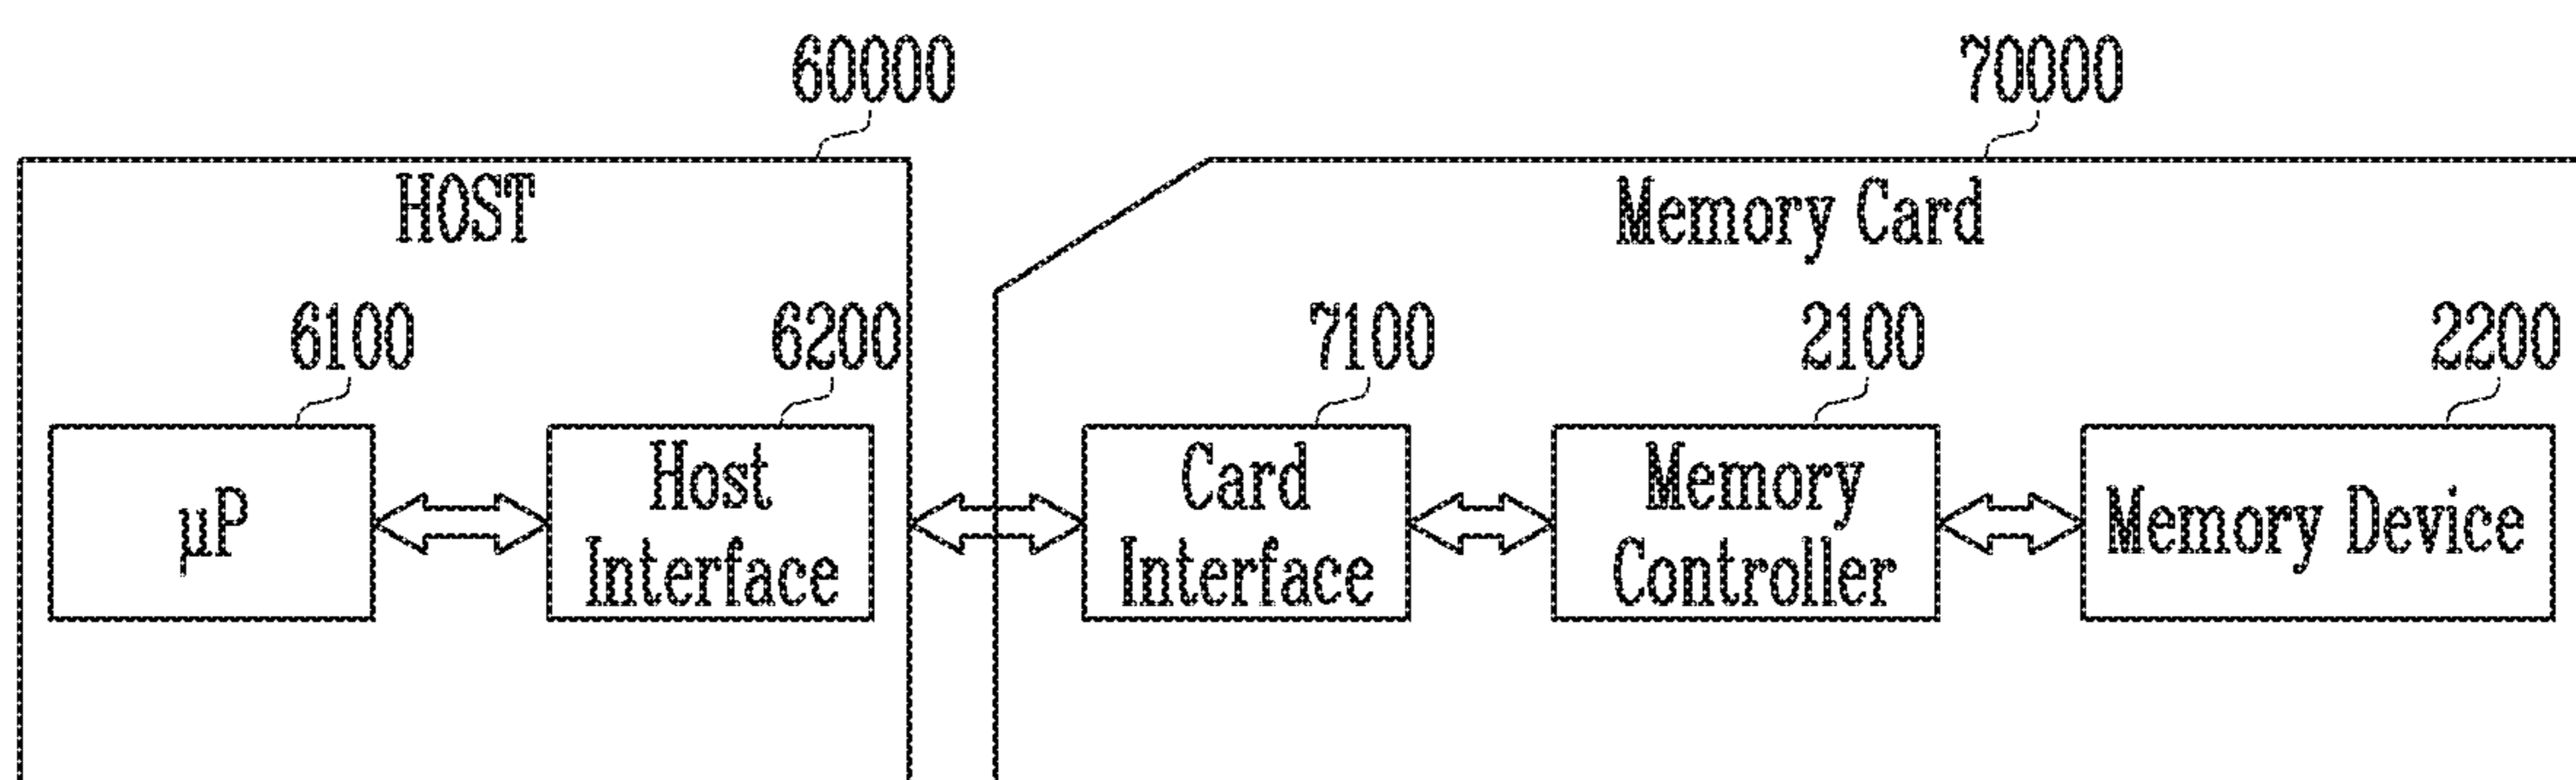 60000
70000
HOST
Memory Card
6100
6200
7100
2100
2200
µP
Host
Interface
Card
Interface
Memory
Controller
Memory Device